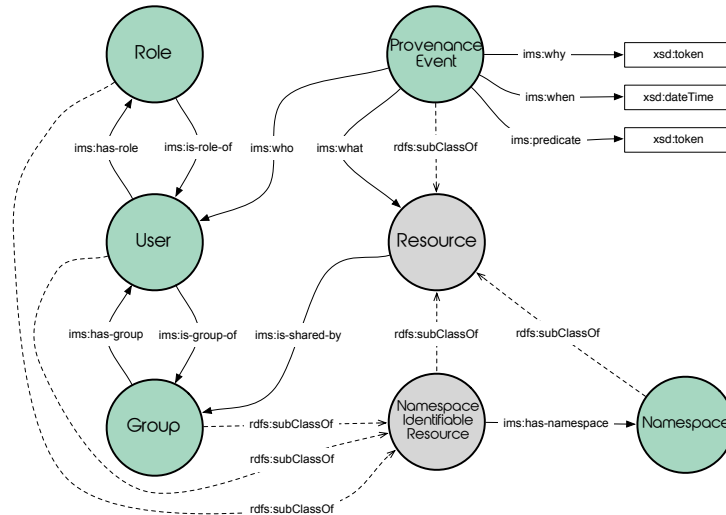 Role
Provenance
Event
ims:why
xsd:token
ims:when
xsd:dateTime
ims:predicate
xsd:token
ims:has-role
ims:is-role-of
ims:who
ims:what
rdfs:subClassOf
User
Resource
ims:has-group
ims:is-group-of
ims:is-shared-by
rdfs:subClassOf
rdfs:subClassOf
Group
rdfs:subClassOf
Namespace
Identifiable
Resource
ims:has-namespace
Namespace
rdfs:subClassOf
rdfs:subClassOf